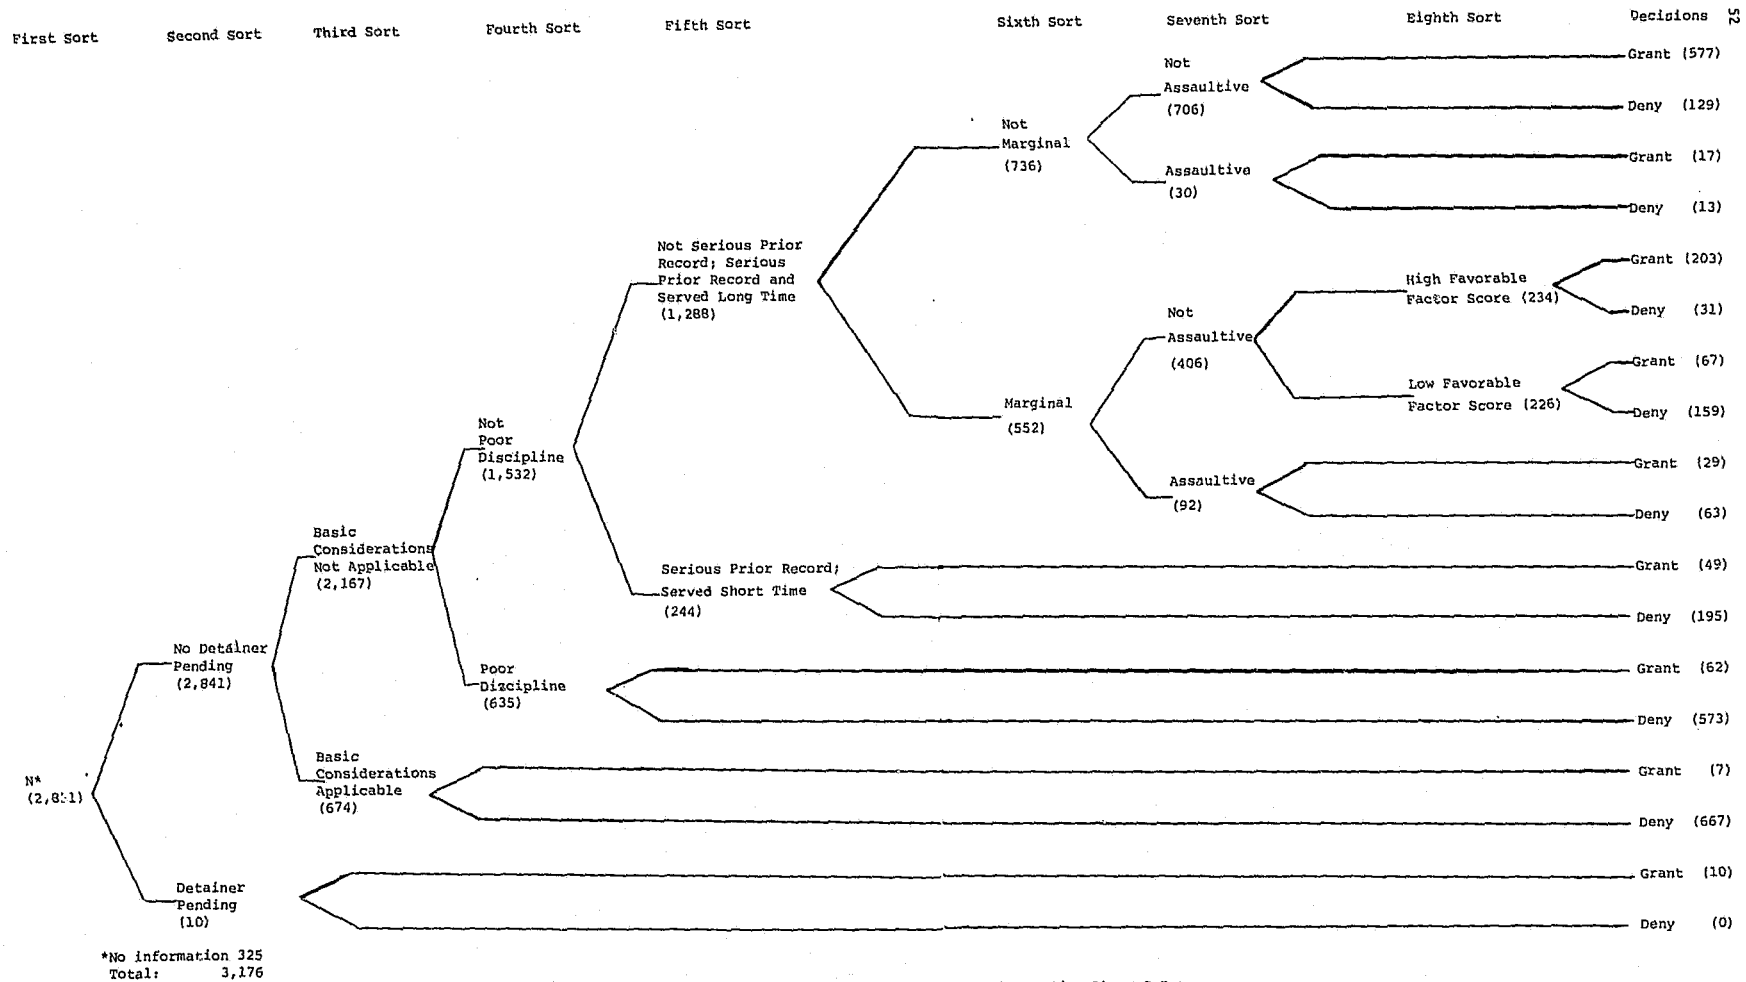 First Sort Second Sort Third Sort Fourth Sort Fifth Sort Sixth Sort Seventh Sort Eighth Sort Decisions 52
N*
Detainer
Pending
(10)
No Detainer
Pending
(2,841)
Basic
Considerations
Applicable
(674)
Basic
Considerations
Not Applicable
(2,167)
Poor
Discipline
(635)
Not
Poor
Discipline
(1,532)
Serious Prior Record;
Served Short Time
(244)
Not Serious Prior
Record; Serious
Prior Record and
Served Long Time
(1,288)
Not
Marginal
(736)
Marginal
(552)
Not
Assaultive
(706)
Assaultive
(30)
Not
Assaultive
(406)
Assaultive
(92)
High Favorable
Factor Score (234)
Low Favorable
Factor Score (226)
Grant (577)
Deny (129)
Grant (17)
Deny (13)
Grant (203)
Deny (31)
Grant (67)
Deny (159)
Grant (29)
Deny (63)
Grant (49)
Deny (195)
Grant (62)
Deny (573)
Grant (7)
Deny (667)
Grant (10)
Deny (0)
*No information 325
Total: 3,176